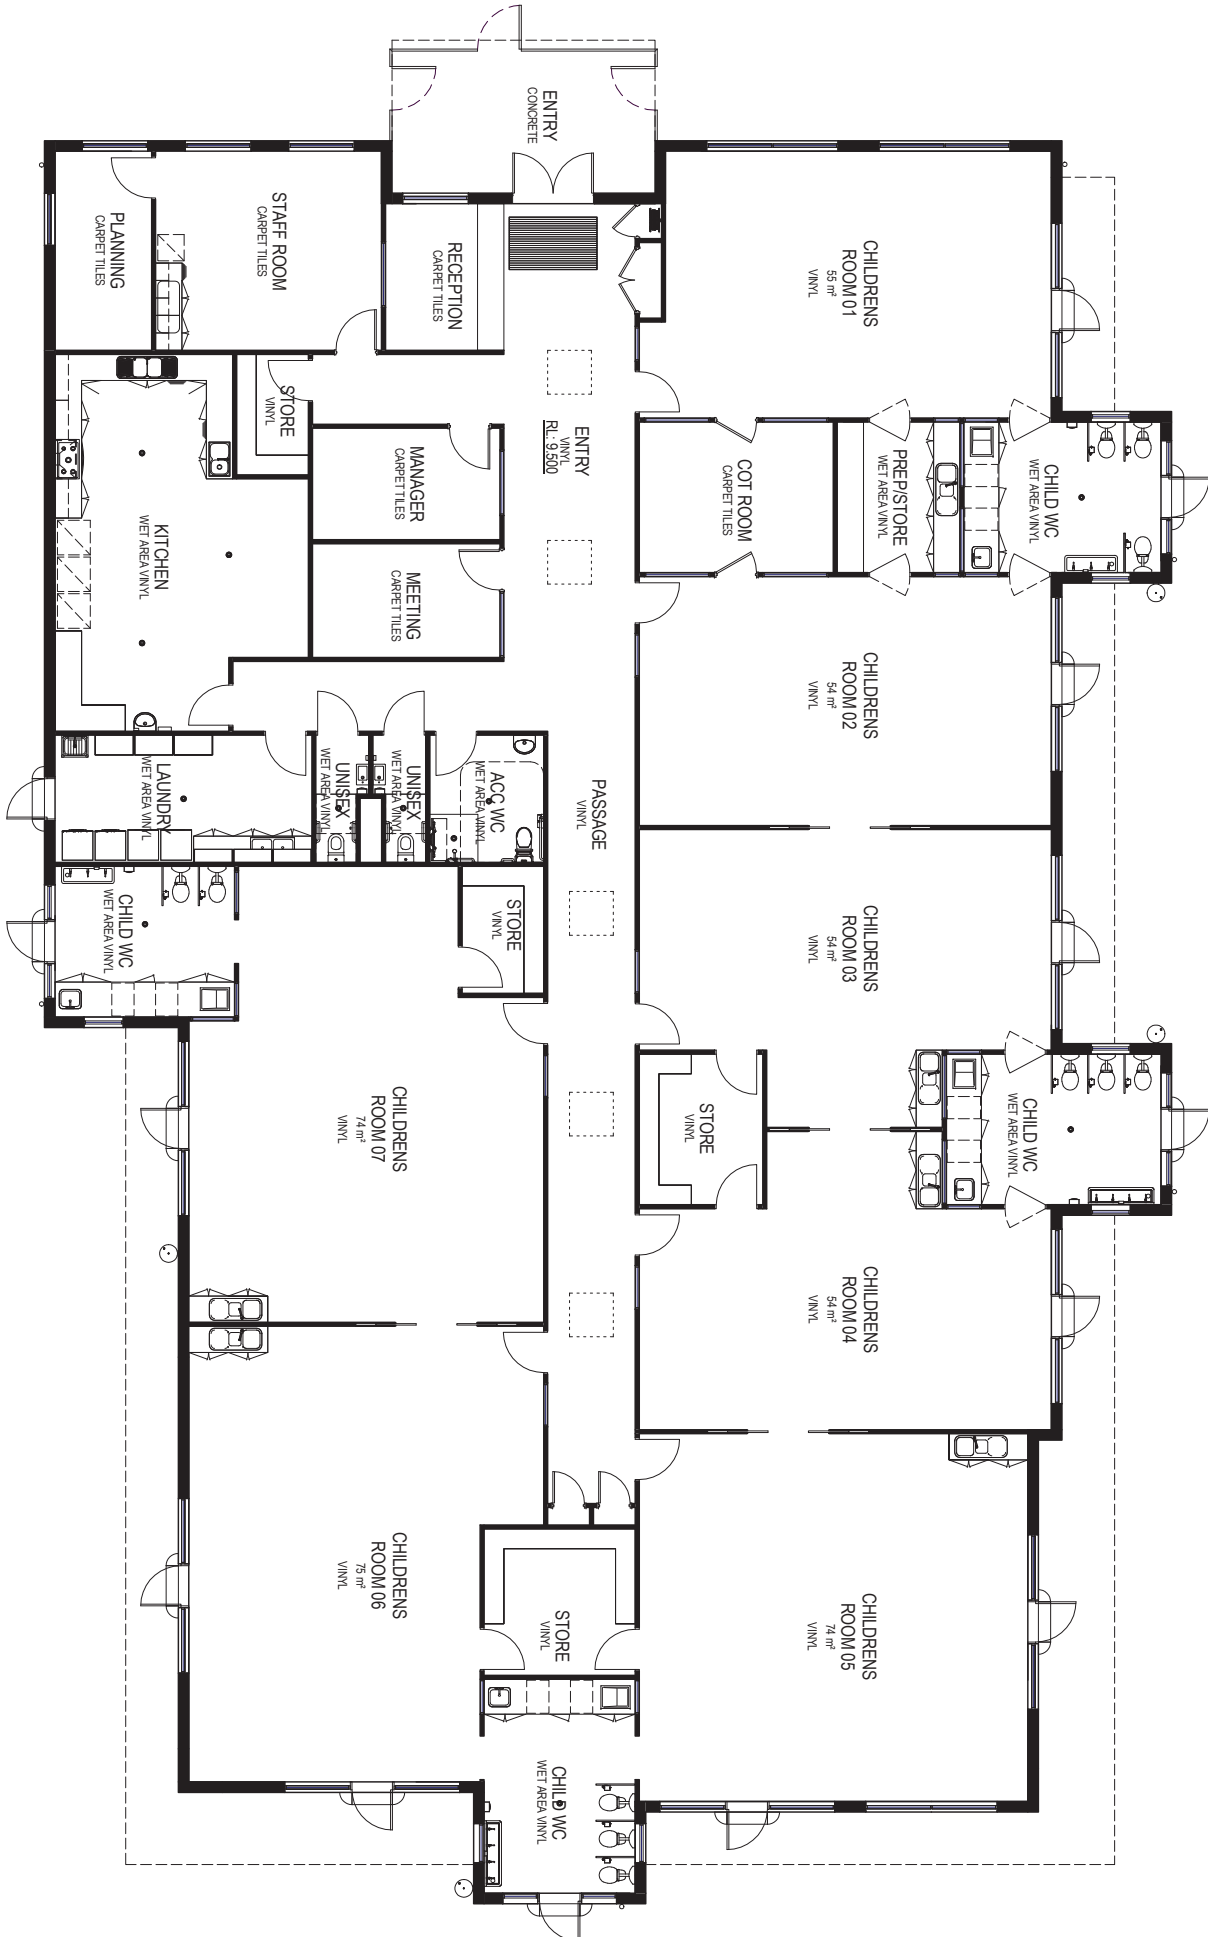 ENTRY
CONCRETE
PLANNING
CARPET TILES
STAFF ROOM
CARPET TILES
RECEPTION
CARPET TILES
CHILDRENS
ROOM 01
55 m²
VINYL
STORE
VINYL
ENTRY
VINYL
RL: 9.500
MANAGER
CARPET TILES
COT ROOM
CARPET TILES
PREP/STORE
WET AREA VINYL
CHILD WC
WET AREA VINYL
KITCHEN
WET AREA VINYL
MEETING
CARPET TILES
CHILDRENS
ROOM 02
54 m²
VINYL
LAUNDRY
WET AREA VINYL
UNISEX
WET AREA VINYL
UNISEX
WET AREA VINYL
ACC WC
WET AREA VINYL
PASSAGE
VINYL
CHILD WC
WET AREA VINYL
STORE
VINYL
CHILDRENS
ROOM 03
54 m²
VINYL
CHILDRENS
ROOM 07
74 m²
VINYL
STORE
VINYL
CHILD WC
WET AREA VINYL
CHILDRENS
ROOM 04
54 m²
VINYL
CHILDRENS
ROOM 06
75 m²
VINYL
STORE
VINYL
CHILDRENS
ROOM 05
74 m²
VINYL
CHILD WC
WET AREA VINYL